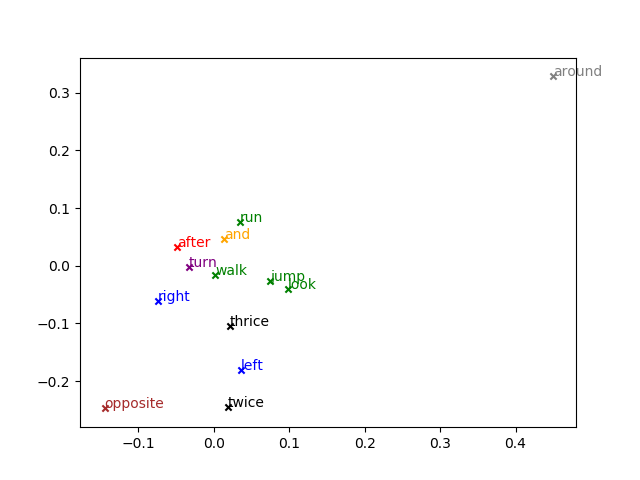 around
0.3
0.2
run
0.1
and
after
turn
0.0
walk
jump
look
right
thrice
−0.1
left
−0.2
opposite
twice
−0.1
0.0
0.1
0.2
0.3
0.4